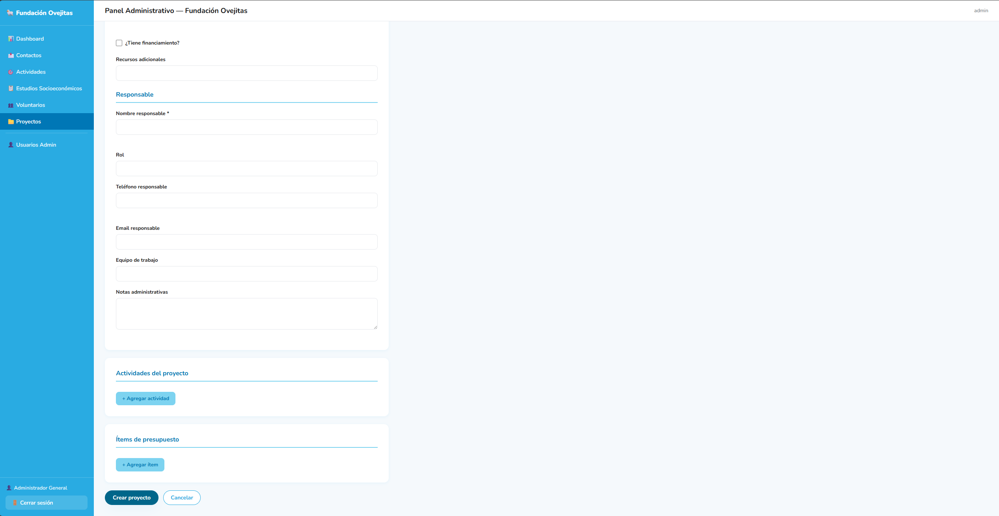 Fundación Ovejitas
Panel Administrativo — Fundación Ovejitas
admin
Dashboard
Contactos
Actividades
Estudios Socioeconómicos
Voluntarios
Proyectos
Usuarios Admin
¿Tiene financiamiento?
Recursos adicionales
Responsable
Nombre responsable *
Rol
Teléfono responsable
Email responsable
Equipo de trabajo
Notas administrativas
Actividades del proyecto
+ Agregar actividad
Ítems de presupuesto
+ Agregar ítem
Crear proyecto
Cancelar
Administrador General
Cerrar sesión